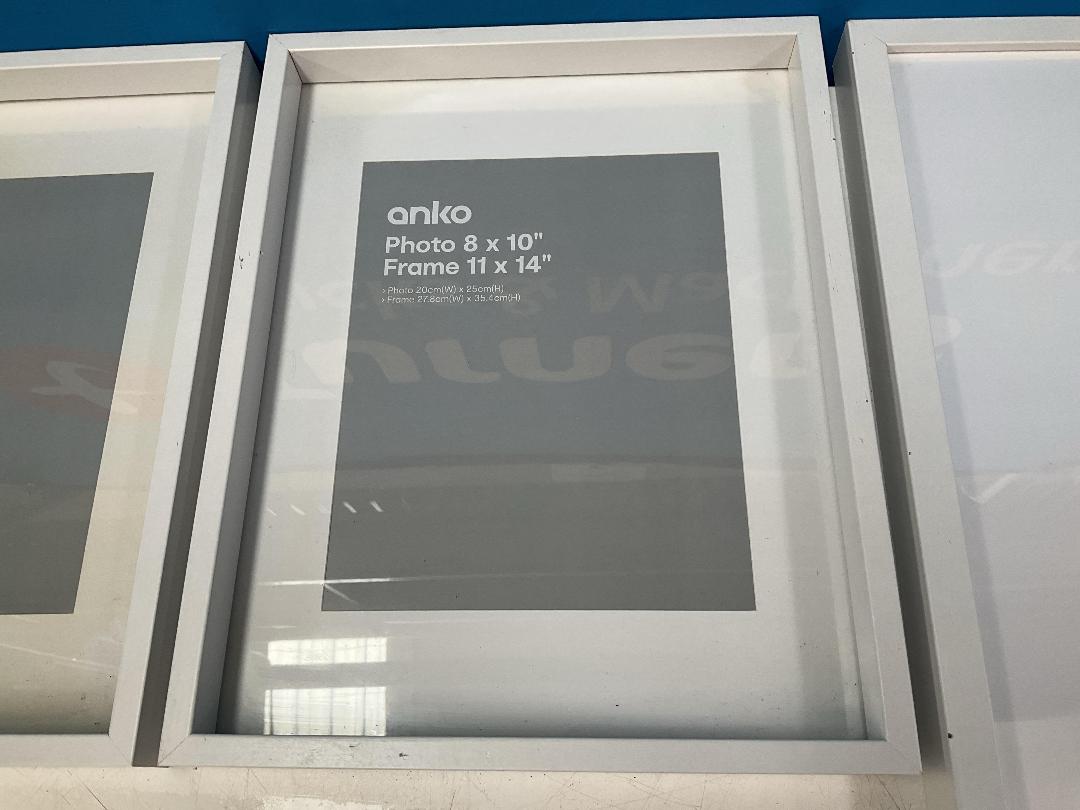 anko
Photo 8 x 10"
Frame 11 x 14"
› Photo 20cm(W) x 25cm(H)
› Frame 27.8cm(W) x 35.4cm(H)